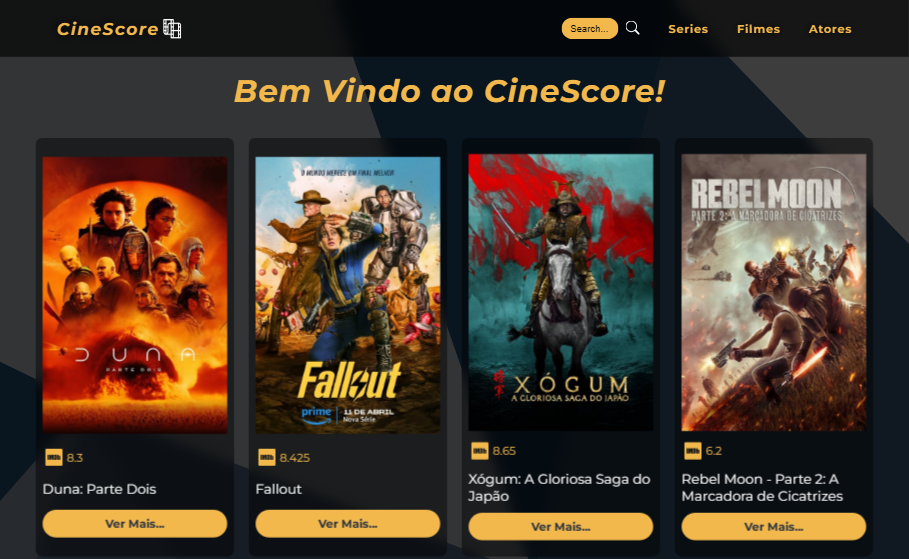 CineScore
Search...
Series
Filmes
Atores
Bem Vindo ao CineScore!
DUNA
PARTE DOIS
O MUNDO MERECE UM FINAL MELHOR
Fallout
prime
11 DE ABRIL
Nova Série
XÓGUM
A GLORIOSA SAGA DO JAPÃO
REBEL MOON
PARTE 2: A MARCADORA DE CICATRIZES
IMDb 8.3
IMDb 8.425
IMDb 8.65
IMDb 6.2
Duna: Parte Dois
Fallout
Xógum: A Gloriosa Saga do
Japão
Rebel Moon - Parte 2: A
Marcadora de Cicatrizes
Ver Mais...
Ver Mais...
Ver Mais...
Ver Mais...